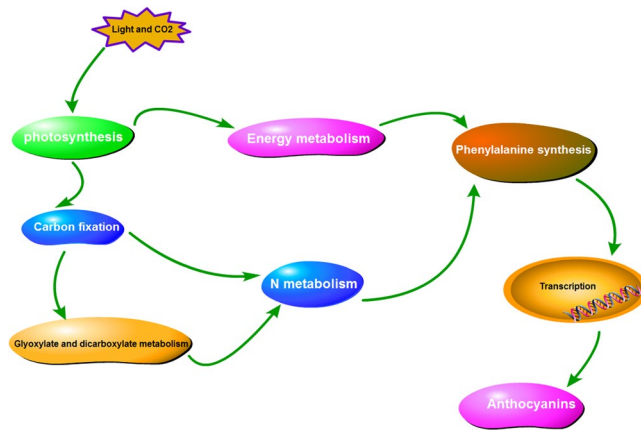 Light and CO2
photosynthesis
Energy metabolism
Phenylalanine synthesis
Carbon fixation
N metabolism
Transcription
Glyoxylate and dicarboxylate metabolism
Anthocyanins